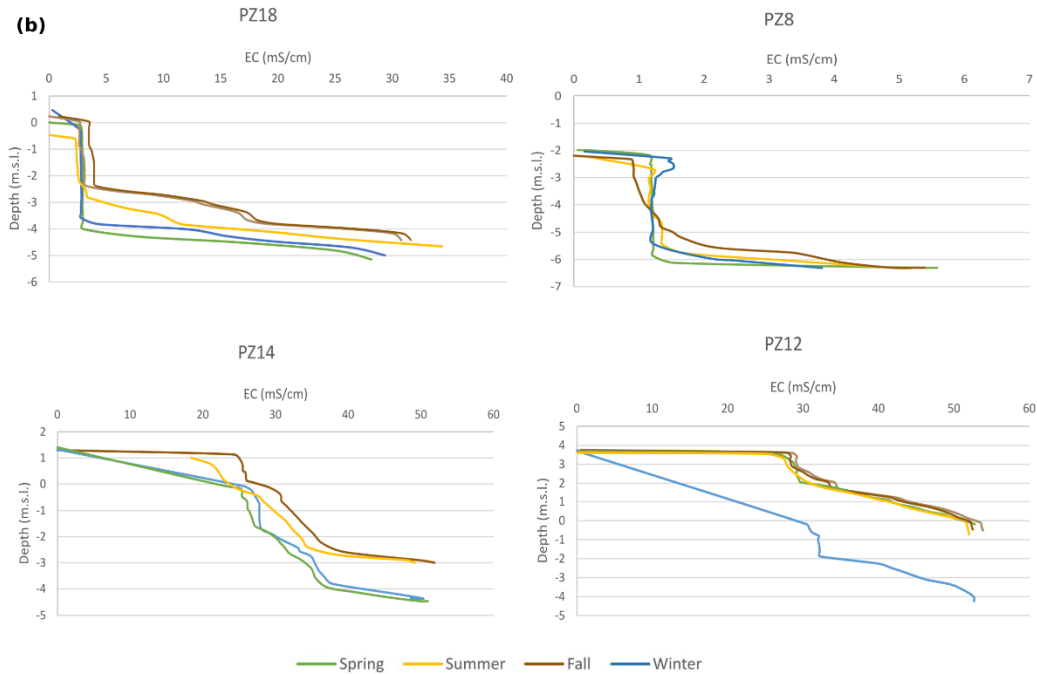 (b)
PZ18
EC (mS/cm)
0 5 10 15 20 25 30 35 40
Depth (m.s.l.)
1
0
-1
-2
-3
-4
-5
-6
PZ8
EC (mS/cm)
0 1 2 3 4 5 6 7
Depth (m.s.l.)
0
-1
-2
-3
-4
-5
-6
-7
PZ14
EC (mS/cm)
0 10 20 30 40 50 60
Depth (m.s.l.)
2
1
0
-1
-2
-3
-4
-5
PZ12
EC (mS/cm)
0 10 20 30 40 50 60
Depth (m.s.l.)
5
4
3
2
1
0
-1
-2
-3
-4
-5
Spring Summer Fall Winter